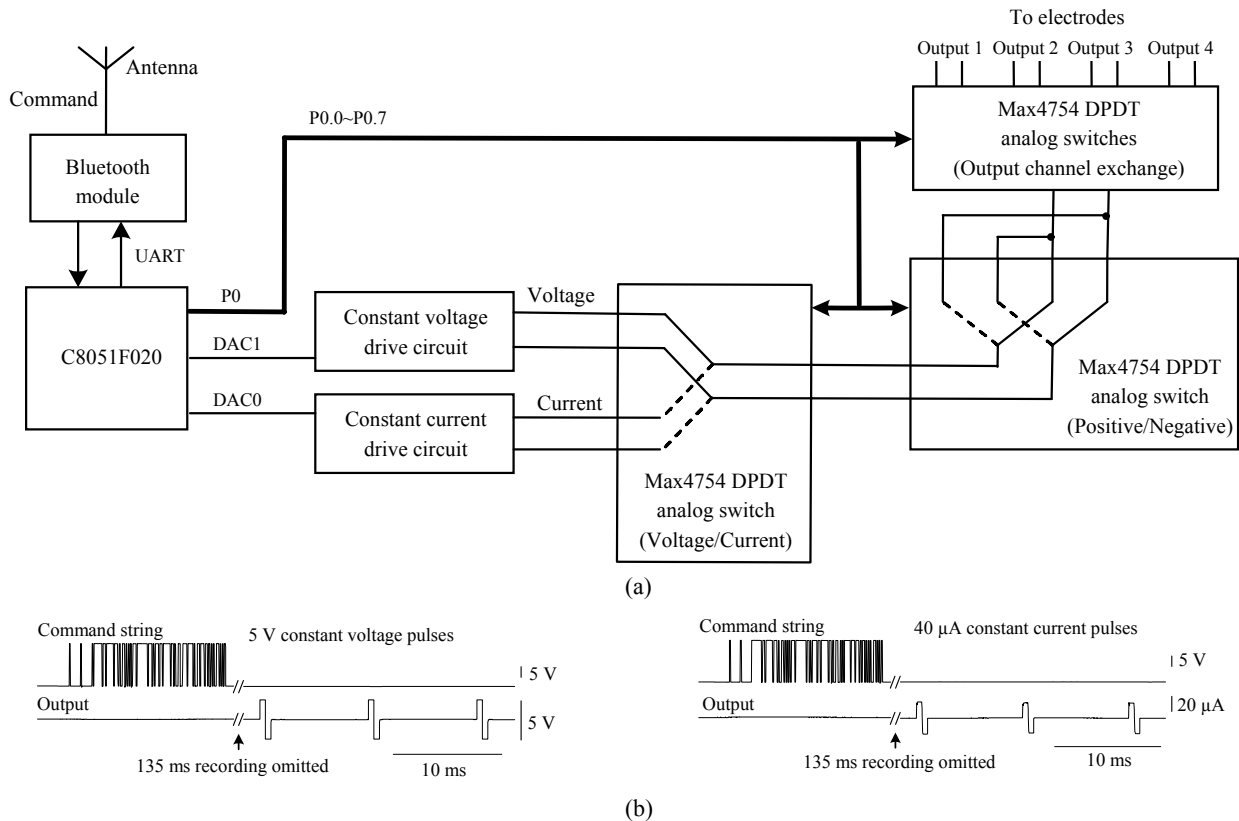 To electrodes
Output 1 Output 2 Output 3 Output 4
Antenna
Command
Max4754 DPDT
analog switches
(Output channel exchange)
P0.0~P0.7
Bluetooth
module
UART
P0
C8051F020
DAC1
DAC0
Constant voltage
drive circuit
Constant current
drive circuit
Voltage
Current
Max4754 DPDT
analog switch
(Voltage/Current)
Max4754 DPDT
analog switch
(Positive/Negative)
(a)
Command string
5 V constant voltage pulses
5 V
Output
5 V
135 ms recording omitted
10 ms
Command string
40 μA constant current pulses
5 V
Output
20 μA
135 ms recording omitted
10 ms
(b)